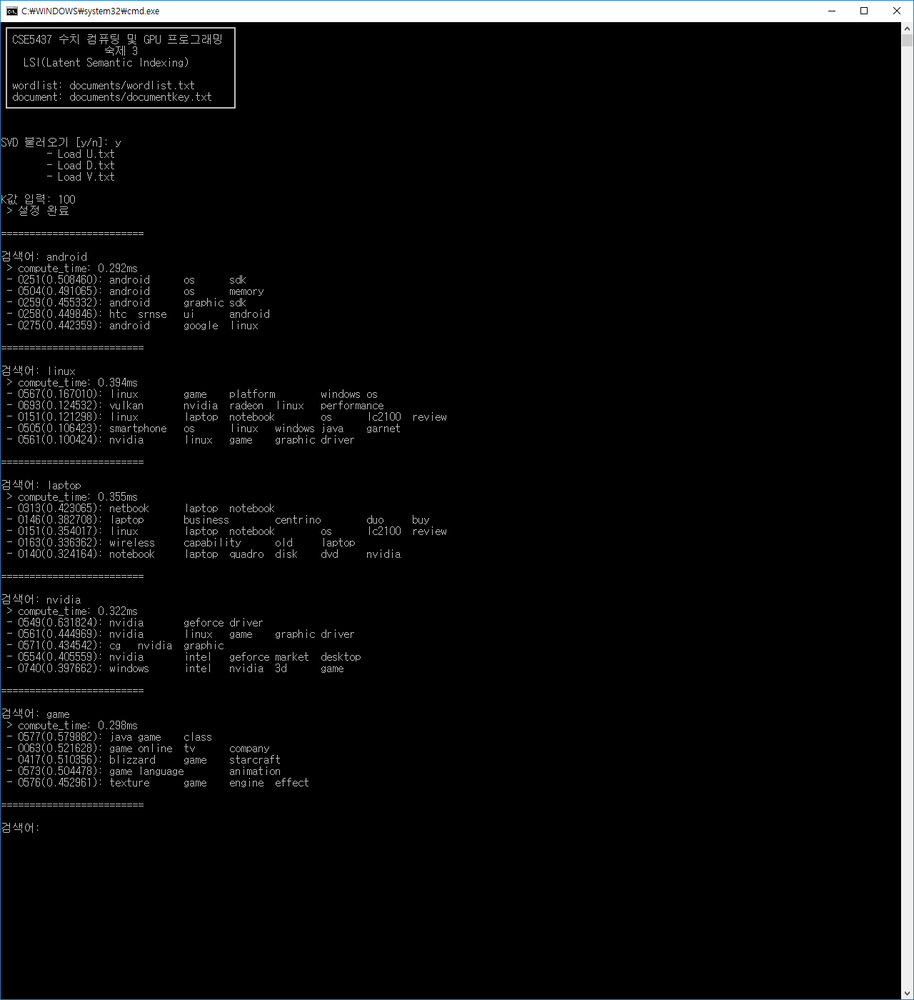 C:₩WINDOWS₩system32₩cmd.exe
CSE5437 수치 컴퓨팅 및 GPU 프로그래밍
숙제 3
LSI(Latent Semantic Indexing)
wordlist: documents/wordlist.txt
document: documents/documentkey.txt
SVD 불러오기 [y/n]: y
- Load U.txt
- Load D.txt
- Load V.txt
K값 입력: 100
> 설정 완료
=========================
검색어: android
> compute_time: 0.292ms
- 0251(0.508460): android os sdk
- 0504(0.491065): android os memory
- 0259(0.455332): android graphic sdk
- 0258(0.449846): htc srnse ui android
- 0275(0.442359): android google linux
=========================
검색어: linux
> compute_time: 0.394ms
- 0567(0.167010): linux game platform windows os
- 0693(0.124532): vulkan nvidia radeon linux performance
- 0151(0.121298): linux laptop notebook os lc2100 review
- 0505(0.106423): smartphone os linux windows java garnet
- 0561(0.100424): nvidia linux game graphic driver
=========================
검색어: laptop
> compute_time: 0.355ms
- 0313(0.423065): netbook laptop notebook
- 0146(0.382708): laptop business centrino duo buy
- 0151(0.354017): linux laptop notebook os lc2100 review
- 0163(0.336362): wireless capability old laptop
- 0140(0.324164): notebook laptop quadro disk dvd nvidia
=========================
검색어: nvidia
> compute_time: 0.322ms
- 0549(0.631824): nvidia geforce driver
- 0561(0.444969): nvidia linux game graphic driver
- 0571(0.434542): cg nvidia graphic
- 0554(0.405559): nvidia intel geforce market desktop
- 0740(0.397662): windows intel nvidia 3d game
=========================
검색어: game
> compute_time: 0.298ms
- 0577(0.579882): java game class
- 0063(0.521628): game online tv company
- 0417(0.510356): blizzard game starcraft
- 0573(0.504478): game language animation
- 0576(0.452961): texture game engine effect
=========================
검색어: